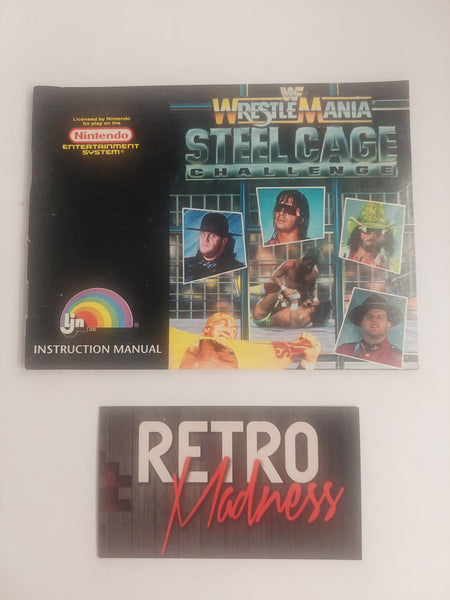 Licensed by Nintendo
for play on the
Nintendo
ENTERTAINMENT
SYSTEM®
WF
WRESTLEMANIA
STEEL CAGE
CHALLENGE
ljn
®
INSTRUCTION MANUAL
RETRO
Madness